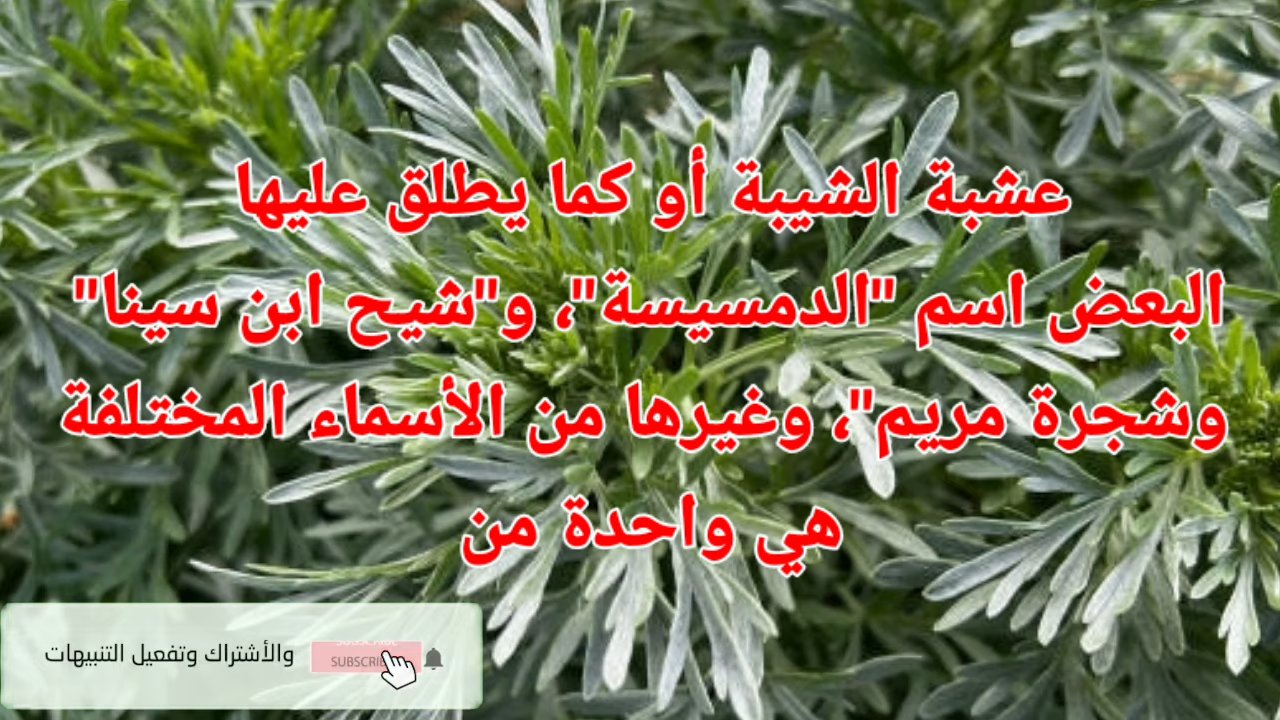 عشبة الشيبة أو كما يطلق عليها
البعض اسم "الدمسيسة"، و"شيح ابن سينا"
وشجرة مريم"، وغيرها من الأسماء المختلفة
هي واحدة من
والأشتراك وتفعيل التنبيهات